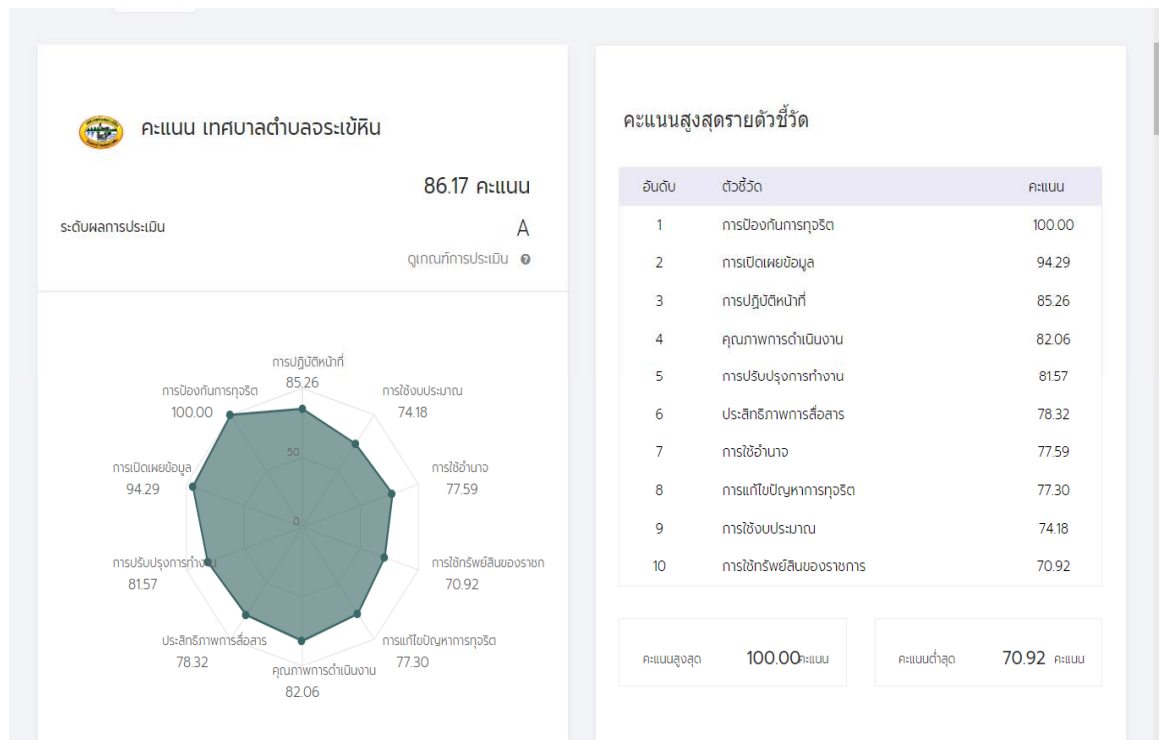 คะแนน เทศบาลตำบลจระเข้หิน
86.17 คะแนน
ระดับผลการประเมิน A
ดูเกณฑ์การประเมิน
การปฏิบัติหน้าที่
85.26
การป้องกันการทุจริต
100.00
การใช้งบประมาณ
74.18
50
การเปิดเผยข้อมูล
94.29
การใช้อำนาจ
77.59
0
การปรับปรุงการทำงาน
81.57
การใช้ทรัพย์สินของราชก
70.92
ประสิทธิภาพการสื่อสาร
78.32
การแก้ไขปัญหาการทุจริต
77.30
คุณภาพการดำเนินงาน
82.06
คะแนนสูงสุดรายตัวชี้วัด
อันดับ ตัวชี้วัด คะแนน
1 การป้องกันการทุจริต 100.00
2 การเปิดเผยข้อมูล 94.29
3 การปฏิบัติหน้าที่ 85.26
4 คุณภาพการดำเนินงาน 82.06
5 การปรับปรุงการทำงาน 81.57
6 ประสิทธิภาพการสื่อสาร 78.32
7 การใช้อำนาจ 77.59
8 การแก้ไขปัญหาการทุจริต 77.30
9 การใช้งบประมาณ 74.18
10 การใช้ทรัพย์สินของราชการ 70.92
คะแนนสูงสุด 100.00คะแนน
คะแนนต่ำสุด 70.92 คะแนน